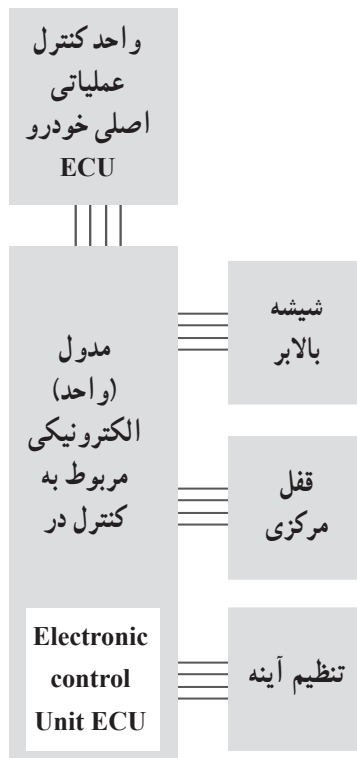 واحد کنترل
عملیاتی
اصلی خودرو
ECU
مدول
(واحد)
الکترونیکی
مربوط به
کنترل در
Electronic
control
Unit ECU
شیشه
بالابر
قفل
مرکزی
تنظیم آینه